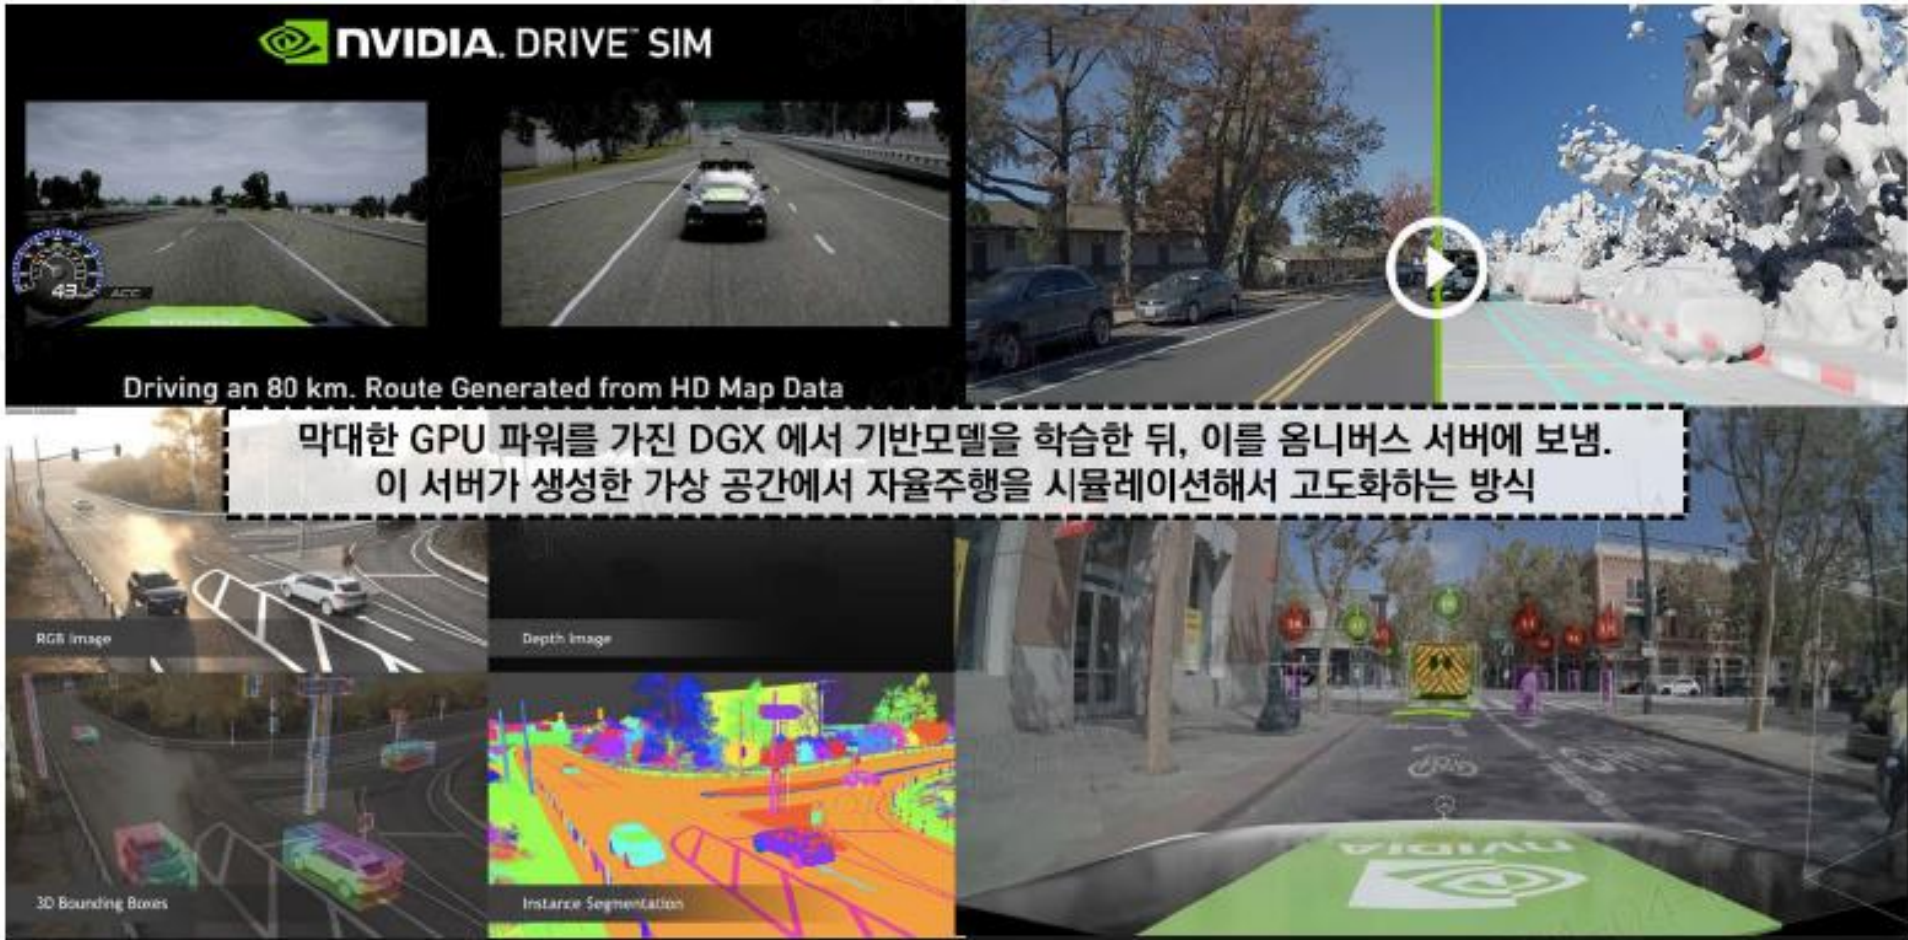 NVIDIA. DRIVE™ SIM
43
ACC
Driving an 80 km. Route Generated from HD Map Data
막대한 GPU 파워를 가진 DGX 에서 기반모델을 학습한 뒤, 이를 옴니버스 서버에 보냄.
이 서버가 생성한 가상 공간에서 자율주행을 시뮬레이션해서 고도화하는 방식
RGB Image
Depth Image
3D Bounding Boxes
Instance Segmentation
NVIDIA